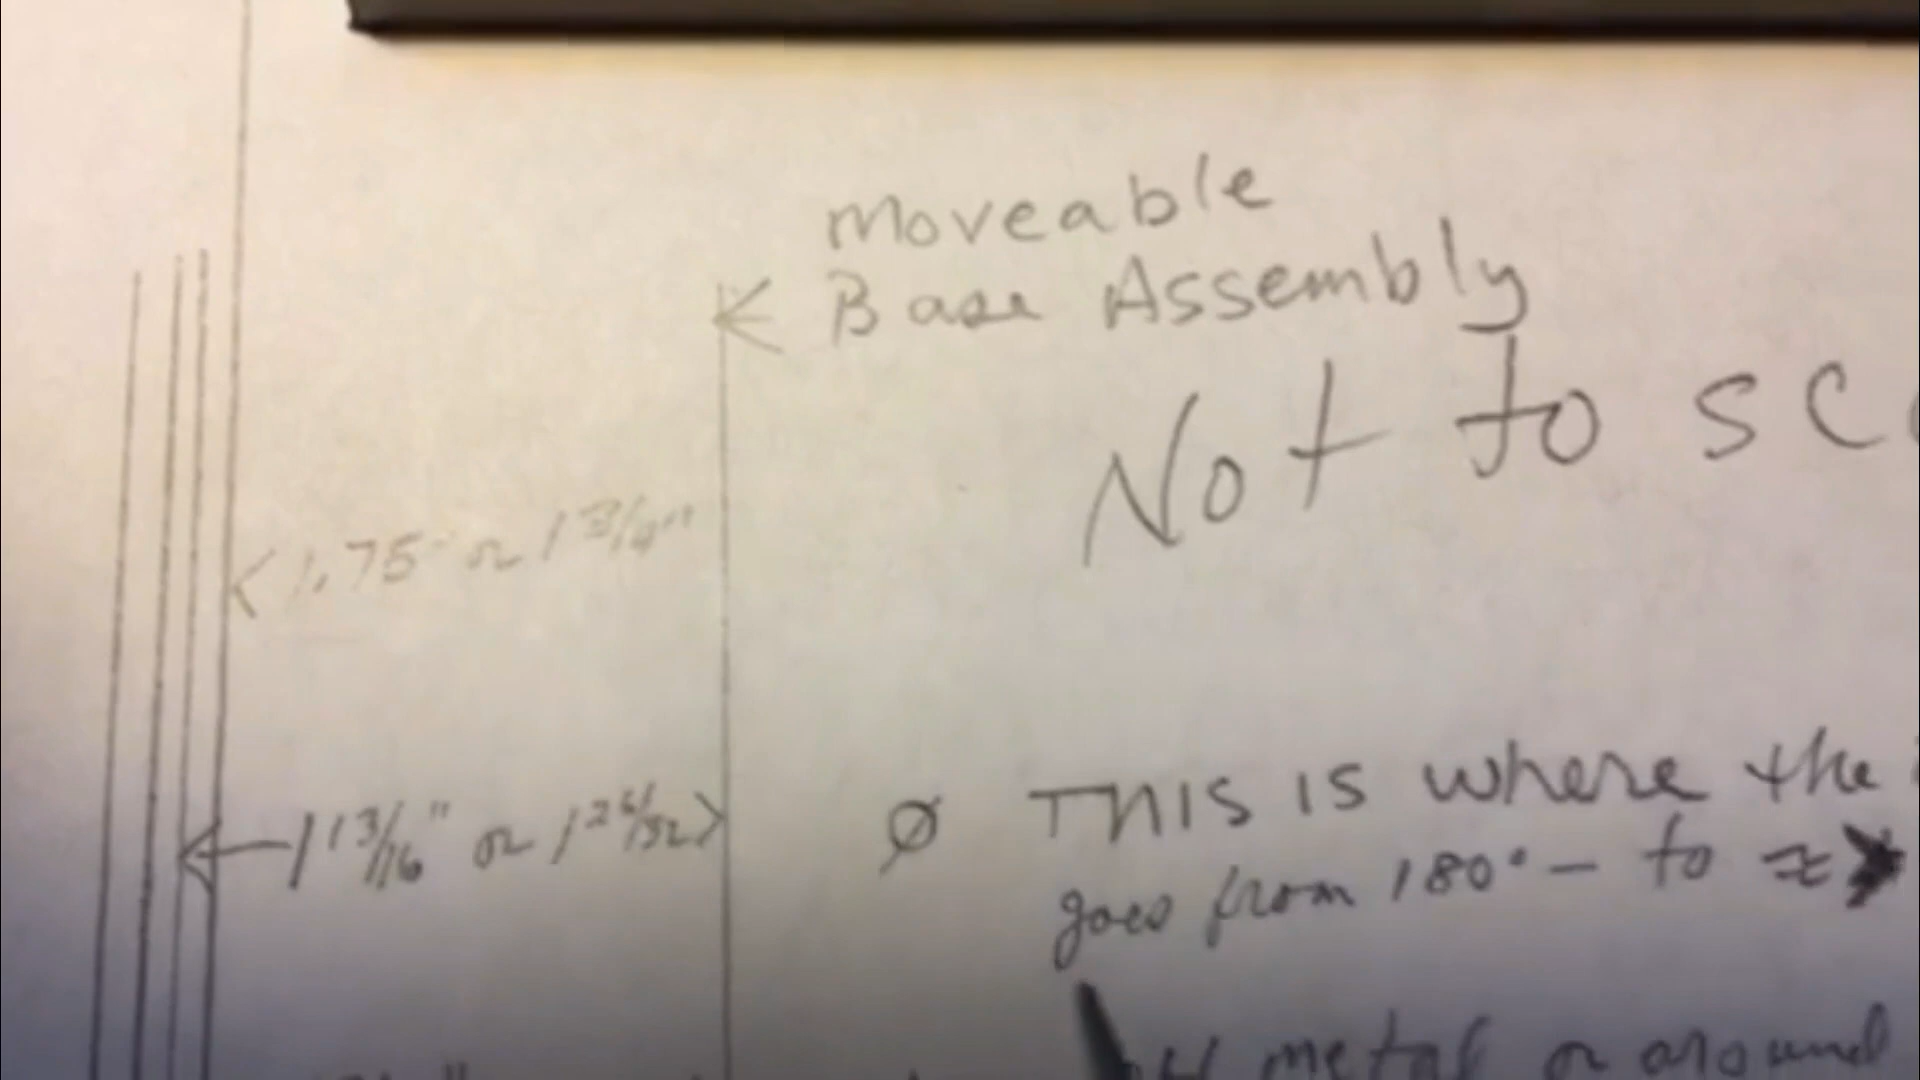 Moveable
Base Assembly
Not to sc
1.75" or 1 3/4"
1 13/16" or 1 26/32
Ø THIS IS where the
goes from 180° - to ≈
metal or around